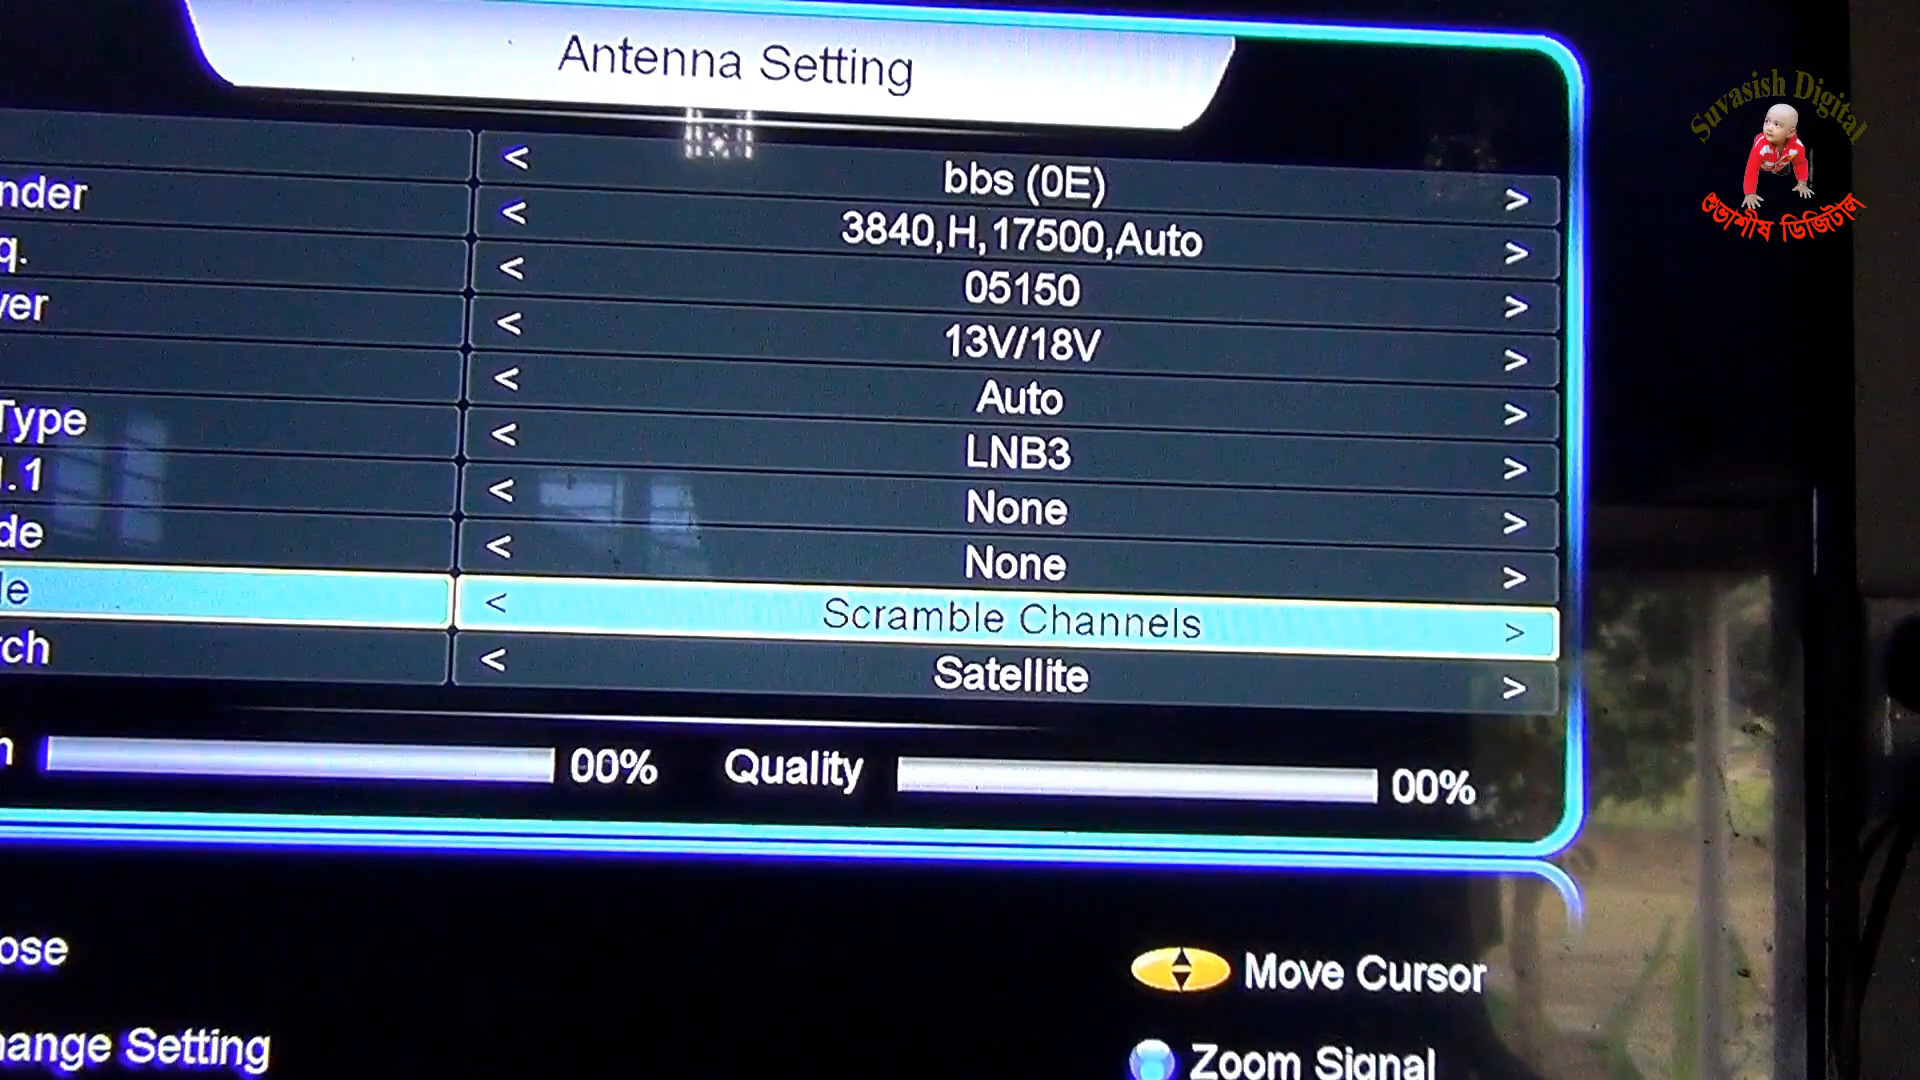 Antenna Setting
< bbs (0E) >
nder < 3840,H,17500,Auto >
q. < 05150 >
ver < 13V/18V >
< Auto >
Type < LNB3 >
.1 < None >
de < None >
le < Scramble Channels >
rch < Satellite >
h 00% Quality 00%
ose
Move Cursor
hange Setting
Zoom Signal
Suvasish Digital
শুভাশীষ ডিজিটাল